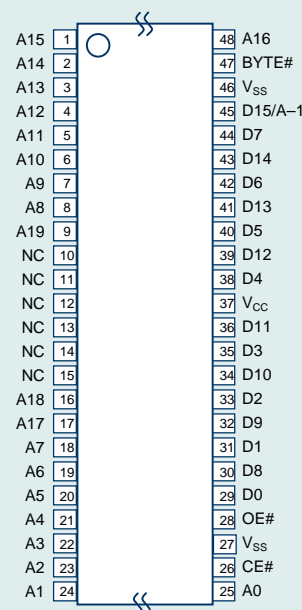 A15 1 48 A16
A14 2 47 BYTE#
A13 3 46 VSS
A12 4 45 D15/A–1
A11 5 44 D7
A10 6 43 D14
A9 7 42 D6
A8 8 41 D13
A19 9 40 D5
NC 10 39 D12
NC 11 38 D4
NC 12 37 VCC
NC 13 36 D11
NC 14 35 D3
NC 15 34 D10
A18 16 33 D2
A17 17 32 D9
A7 18 31 D1
A6 19 30 D8
A5 20 29 D0
A4 21 28 OE#
A3 22 27 VSS
A2 23 26 CE#
A1 24 25 A0